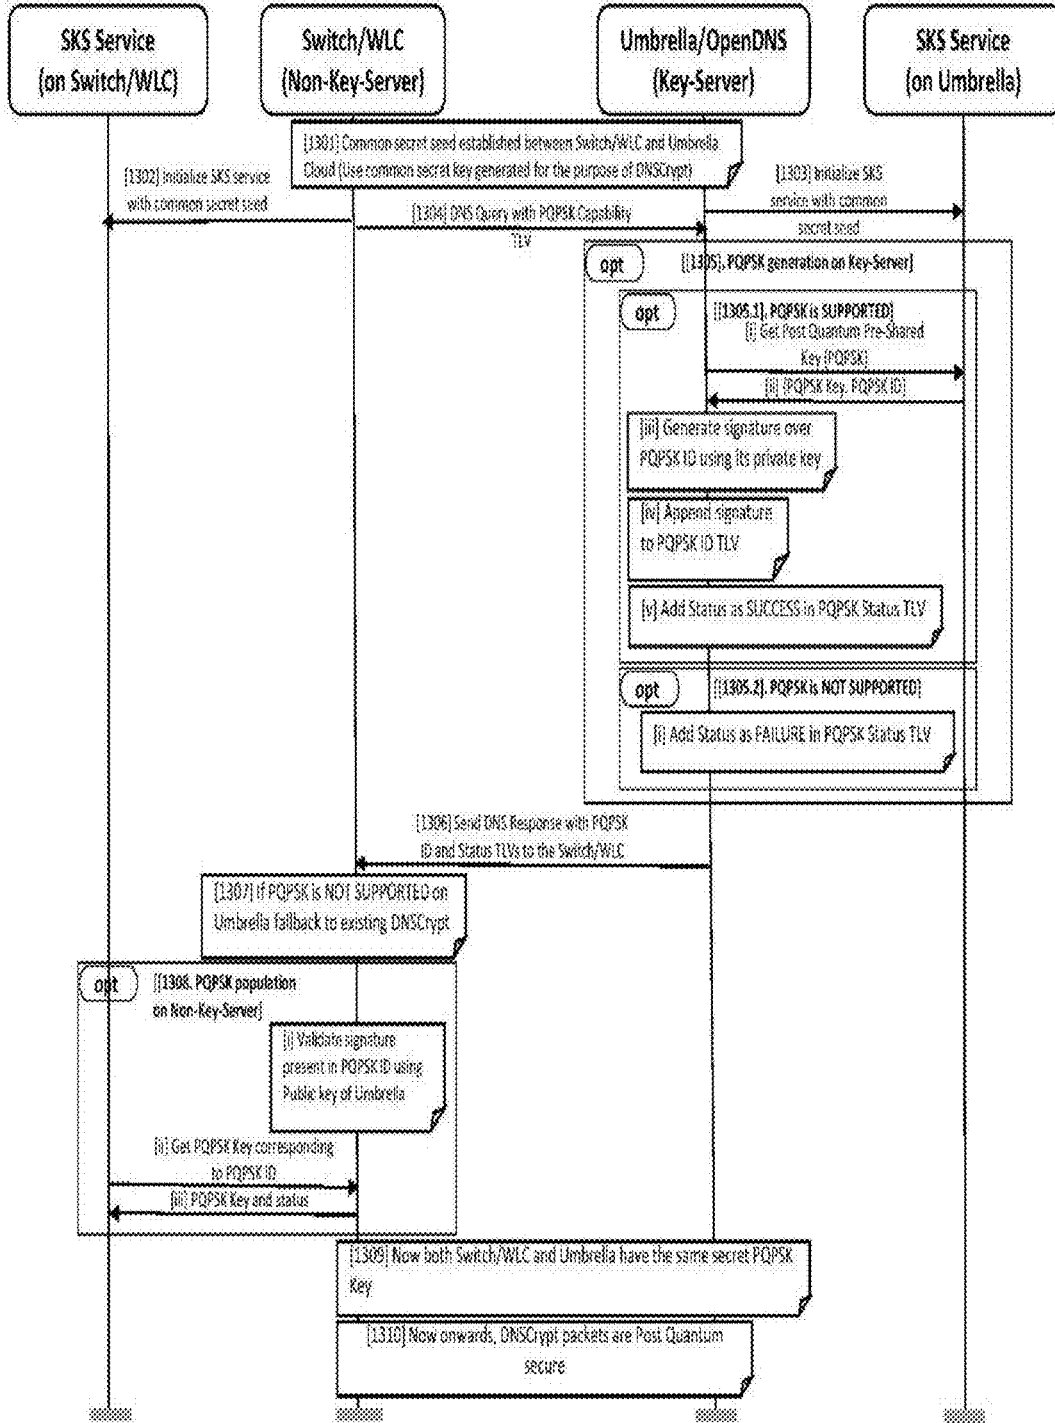 SKS Service
(on Switch/WLC)
Switch/WLC
(Non-Key-Server)
Umbrella/OpenDNS
(Key-Server)
SKS Service
(on Umbrella)
[1301] Common secret seed established between Switch/WLC and Umbrella
Cloud (Use common secret key generated for the purpose of DNSCrypt)
[1302] Initialize SKS service
with common secret seed
[1303] Initialize SKS
service with common
secret seed
[1304] DNS Query with PQPSK Capability
TLV
opt
[[1305]. PQPSK generation on Key-Server]
opt
[[1305.1]. PQPSK is SUPPORTED]
[i] Get Post Quantum Pre-Shared
Key (PQPSK)
[ii] (PQPSK Key, PQPSK ID)
[iii] Generate signature over
PQPSK ID using its private key
[iv] Append signature
to PQPSK ID TLV
[v] Add Status as SUCCESS in PQPSK Status TLV
opt
[[1305.2]. PQPSK is NOT SUPPORTED]
[i] Add Status as FAILURE in PQPSK Status TLV
[1306] Send DNS Response with PQPSK
ID and Status TLVs to the Switch/WLC
[1307] If PQPSK is NOT SUPPORTED on
Umbrella fallback to existing DNSCrypt
opt
[[1308. PQPSK population
on Non-Key-Server]
[i] Validate signature
present in PQPSK ID using
Public key of Umbrella
[ii] Get PQPSK Key corresponding
to PQPSK ID
[iii] PQPSK Key and status
[1309] Now both Switch/WLC and Umbrella have the same secret PQPSK
Key
[1310] Now onwards, DNSCrypt packets are Post Quantum
secure